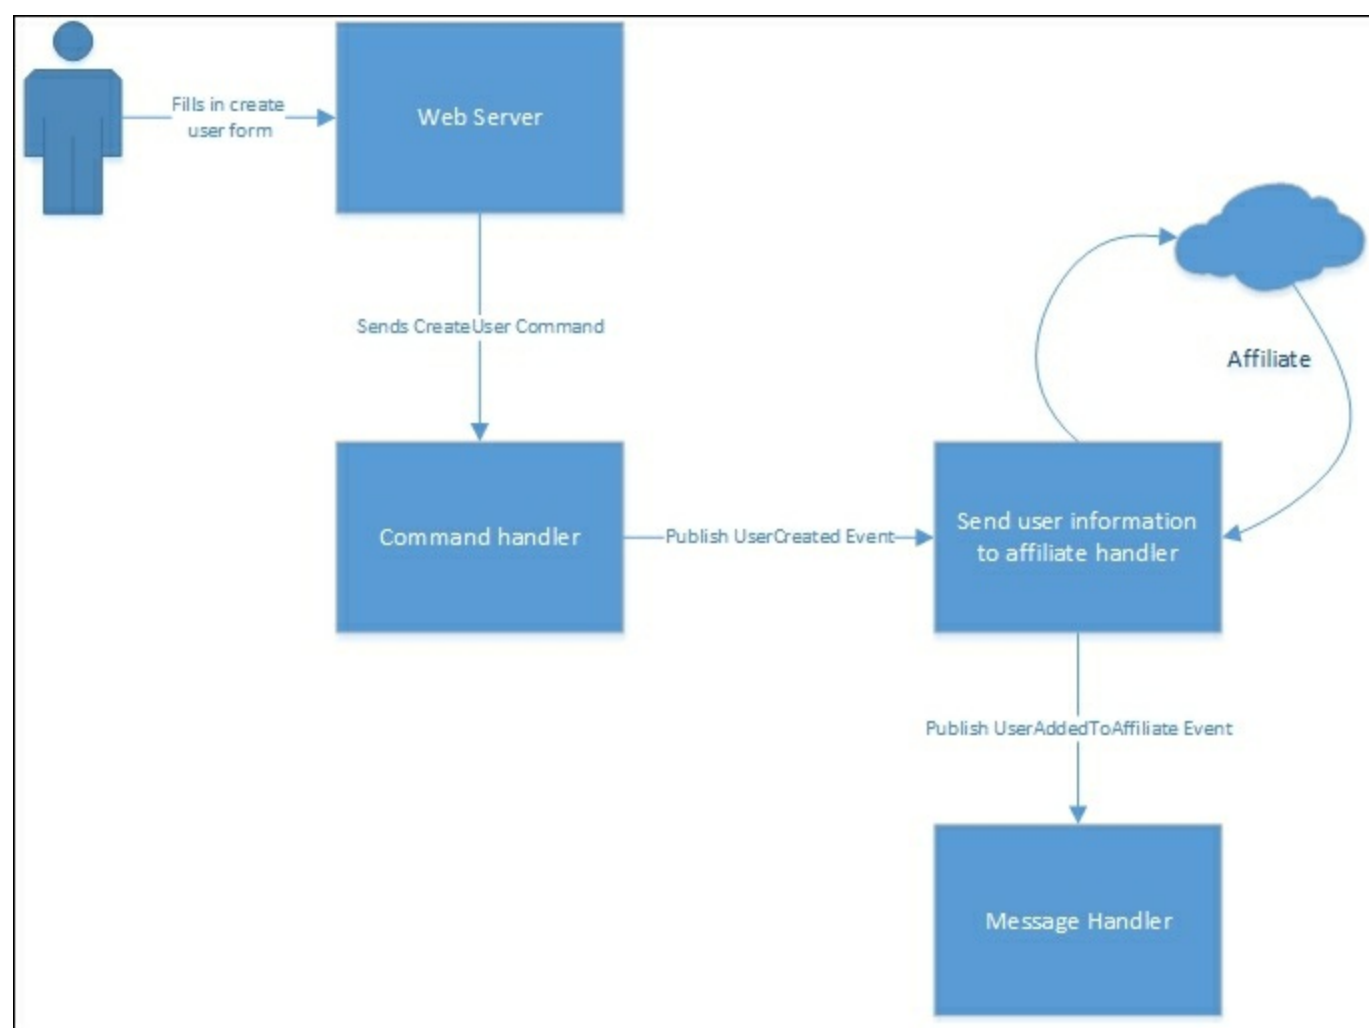 Fills in create
user form
Web Server
Sends CreateUser Command
Affiliate
Command handler
Publish UserCreated Event
Send user information
to affiliate handler
Publish UserAddedToAffiliate Event
Message Handler